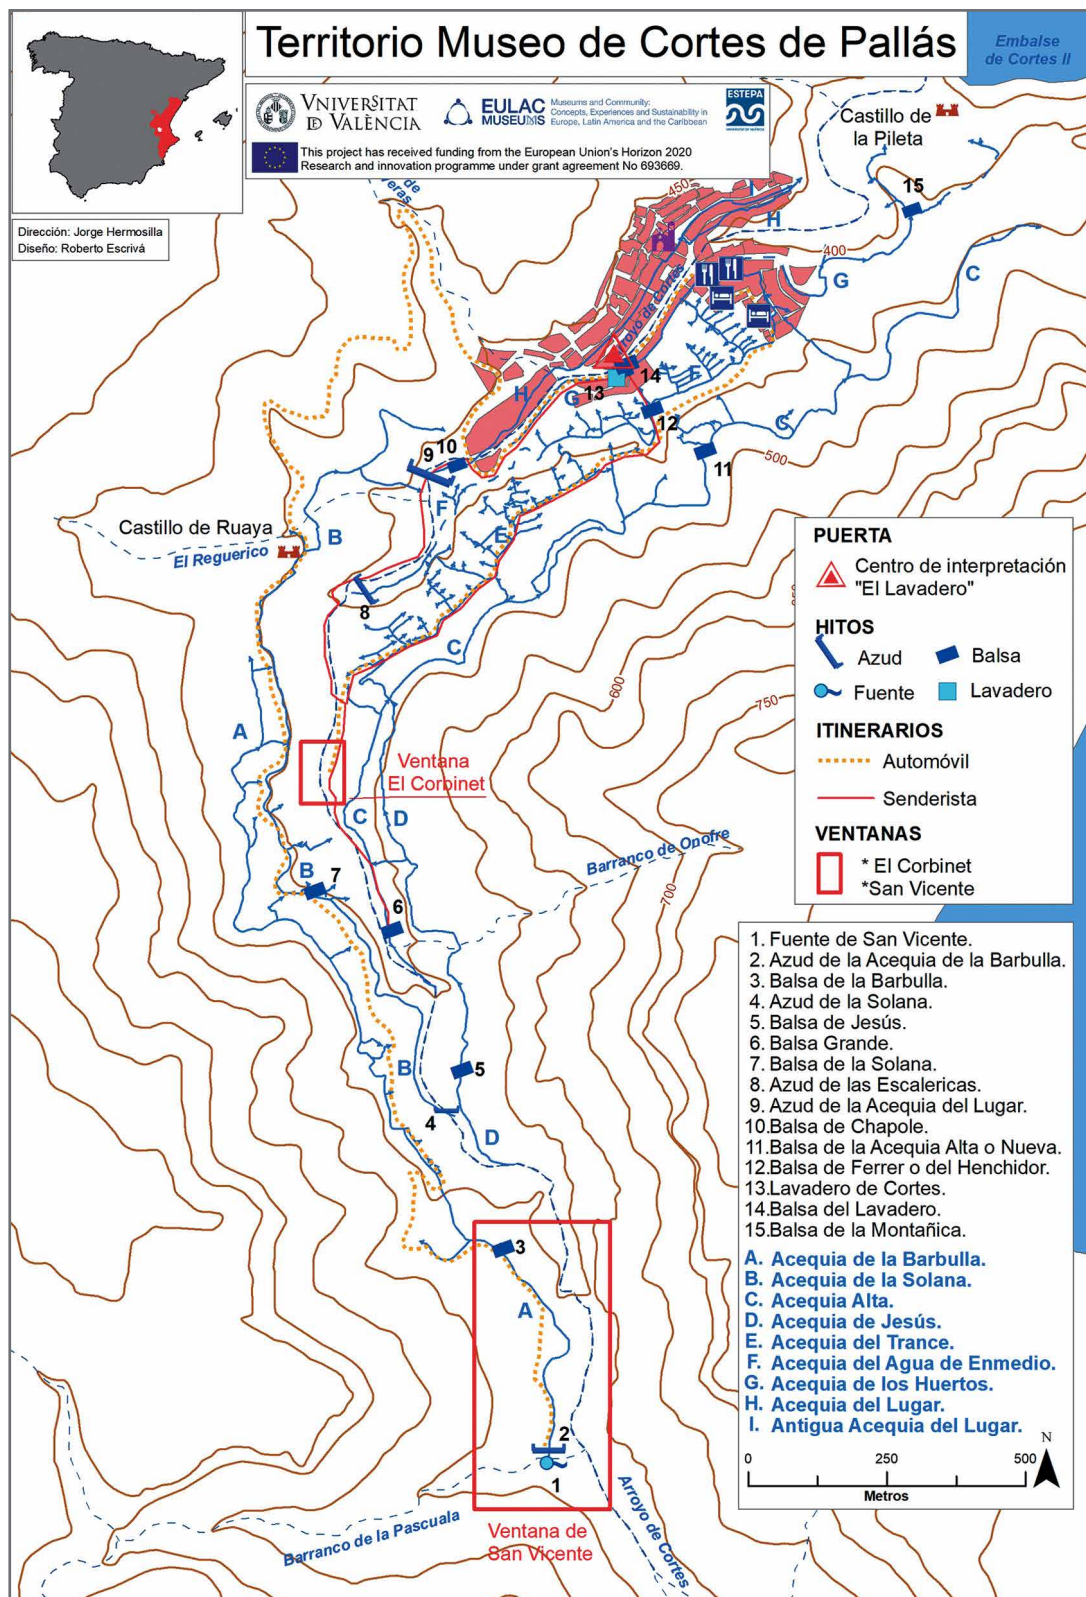 Territorio Museo de Cortes de Pallás
Embalse
de Cortes II
VNIVERSITAT
D VALÈNCIA
EULAC
MUSEUMS
Museums and Community:
Concepts, Experiences and Sustainability in
Europe, Latin America and the Caribbean
ESTEPA
This project has received funding from the European Union's Horizon 2020
Research and innovation programme under grant agreement No 693669.
Dirección: Jorge Hermosilla
Diseño: Roberto Escrivá
Castillo de
la Pileta
15
450
I
H
400
G
C
Arroyo de Cortes
14
F
H
G
13
12
C
11
500
9
10
F
E
Castillo de Ruaya
B
El Reguerico
8
C
600
750
A
Ventana
El Corbinet
C
D
Barranco de Onofre
B
7
6
700
B
5
4
D
3
A
2
1
Barranco de la Pascuala
Ventana de
San Vicente
Arroyo de Cortes
PUERTA
Centro de interpretación
"El Lavadero"
HITOS
Azud
Balsa
Fuente
Lavadero
ITINERARIOS
Automóvil
Senderista
VENTANAS
* El Corbinet
*San Vicente
1. Fuente de San Vicente.
2. Azud de la Acequia de la Barbulla.
3. Balsa de la Barbulla.
4. Azud de la Solana.
5. Balsa de Jesús.
6. Balsa Grande.
7. Balsa de la Solana.
8. Azud de las Escalericas.
9. Azud de la Acequia del Lugar.
10.Balsa de Chapole.
11.Balsa de la Acequia Alta o Nueva.
12.Balsa de Ferrer o del Henchidor.
13.Lavadero de Cortes.
14.Balsa del Lavadero.
15.Balsa de la Montañica.
A. Acequia de la Barbulla.
B. Acequia de la Solana.
C. Acequia Alta.
D. Acequia de Jesús.
E. Acequia del Trance.
F. Acequia del Agua de Enmedio.
G. Acequia de los Huertos.
H. Acequia del Lugar.
I. Antigua Acequia del Lugar.
N
0 250 500
Metros